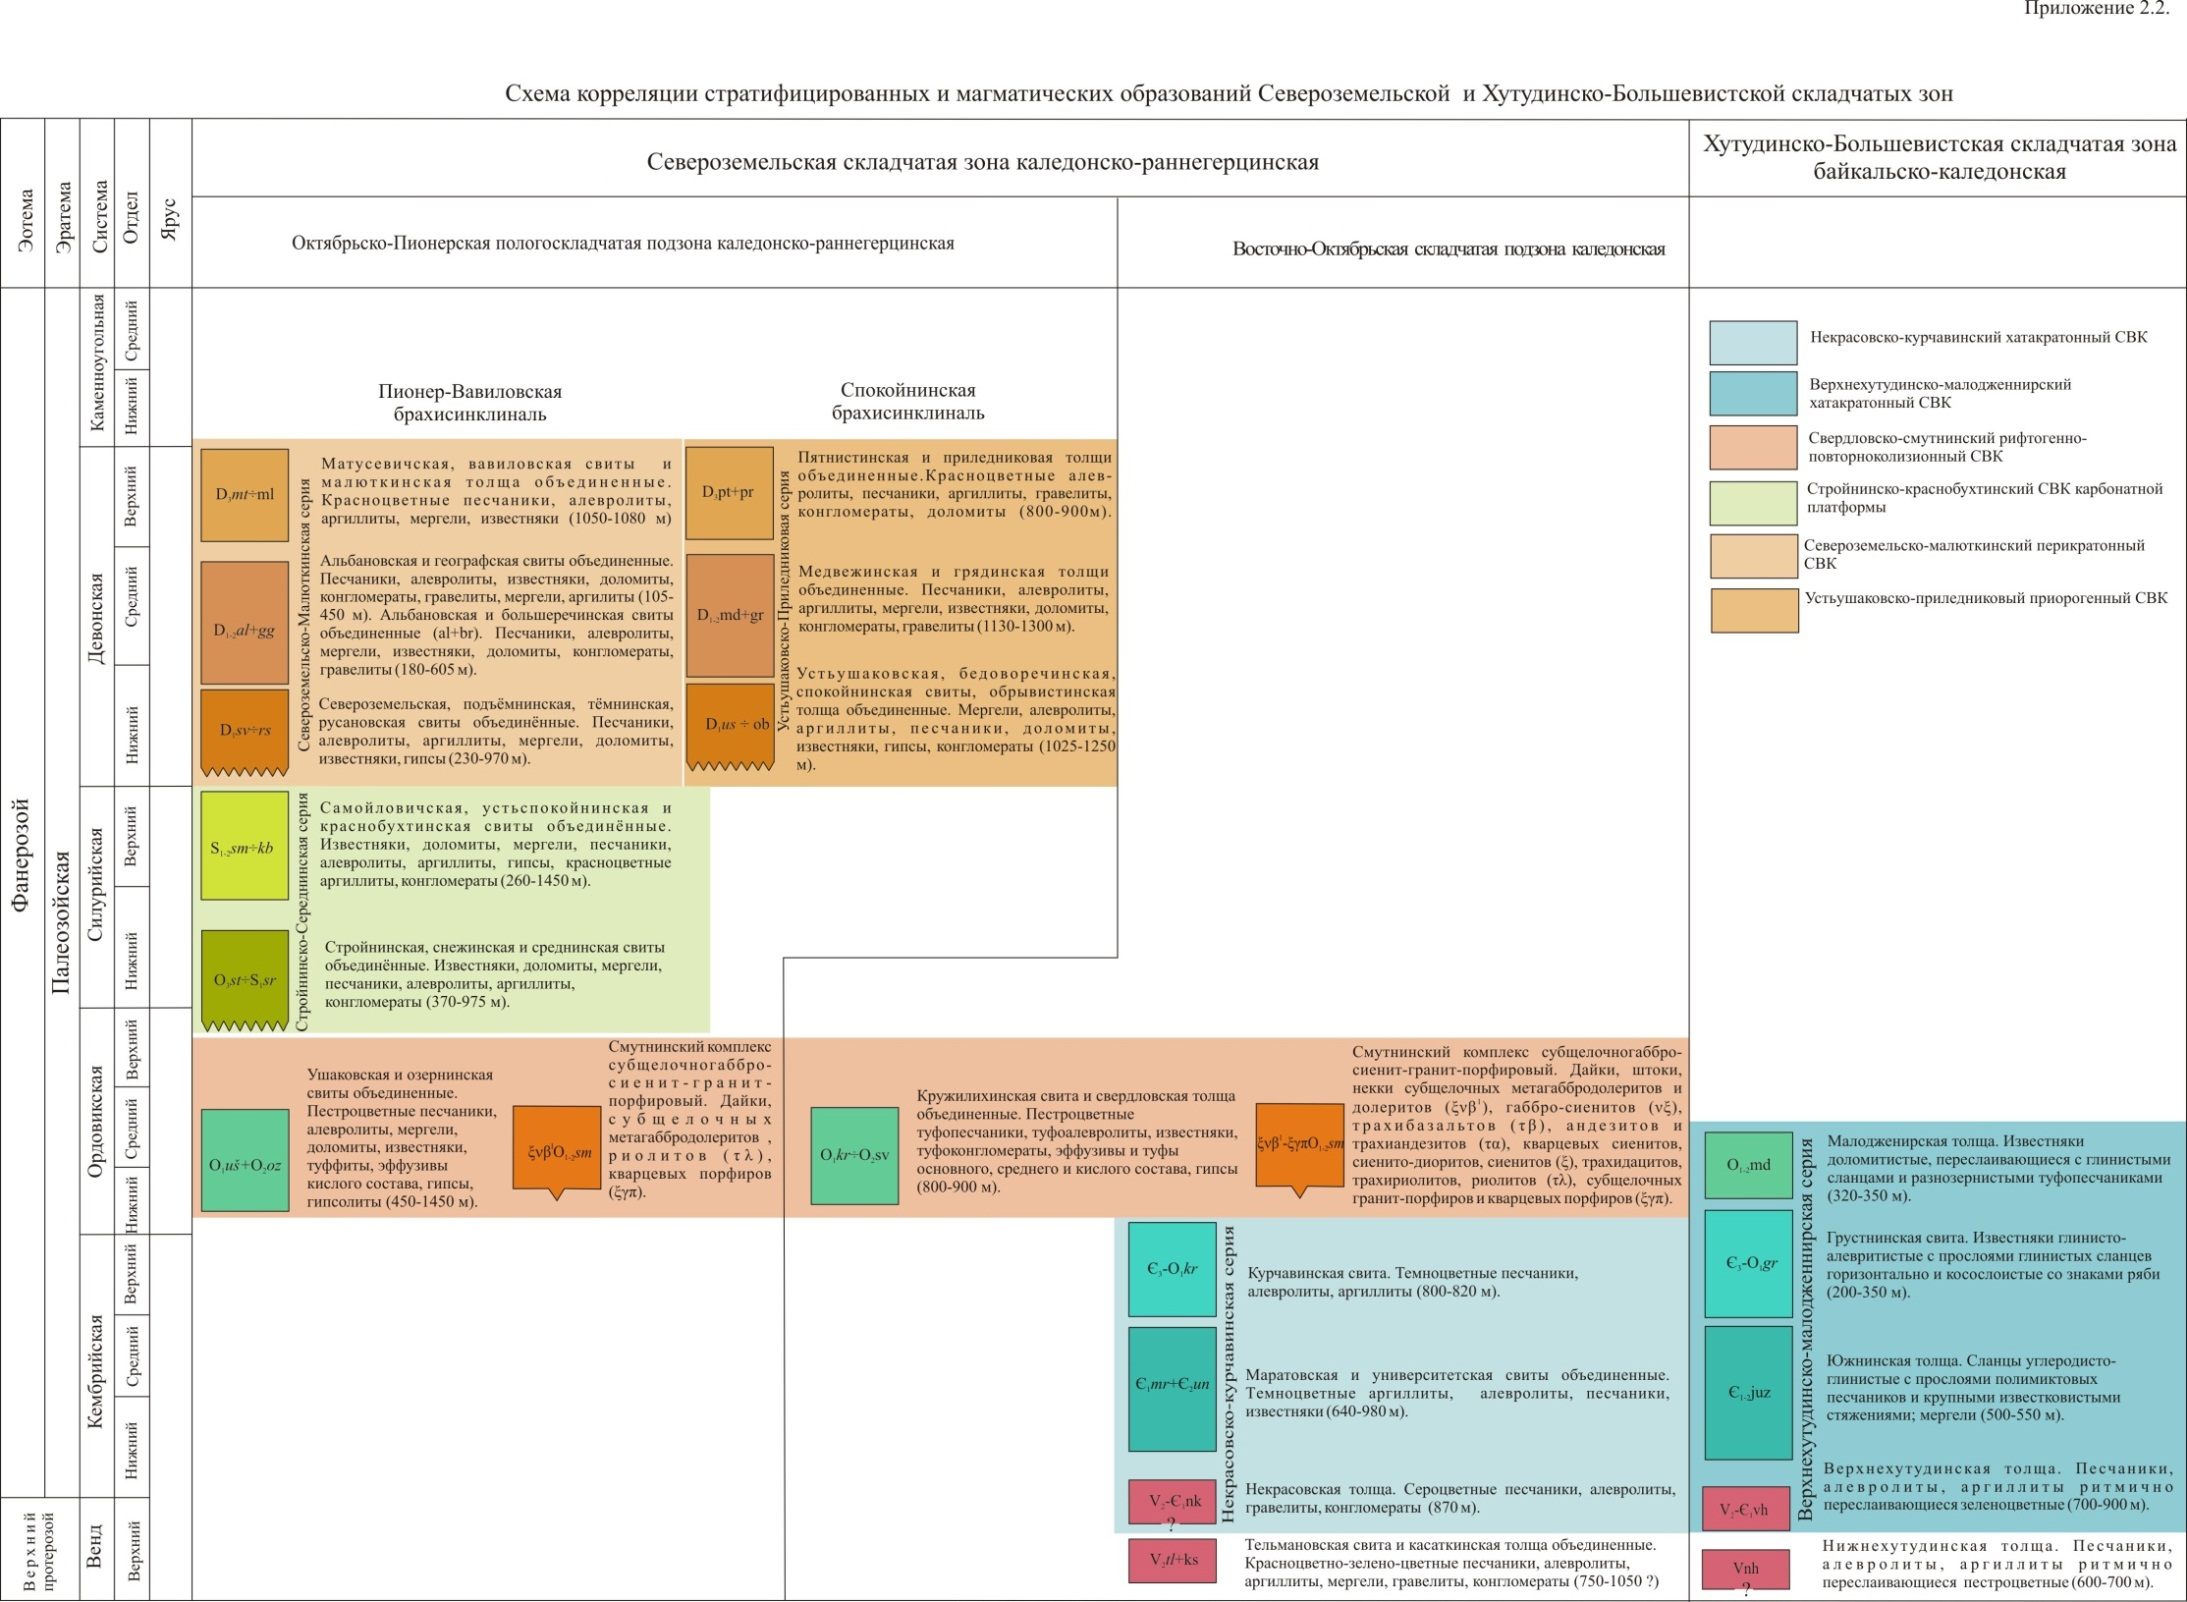 Приложение 2.2.
Схема корреляции стратифицированных и магматических образований Североземельской и Хутудинско-Большевистской складчатых зон
Эотема
Эратема
Система
Отдел
Ярус
Североземельская складчатая зона каледонско-раннегерцинская
Хутудинско-Большевистская складчатая зона
байкальско-каледонская
Октябрьско-Пионерская пологоскладчатая подзона каледонско-раннегерцинская
Восточно-Октябрьская складчатая подзона каледонская
Фанерозой
Палеозойская
Каменноугольная
Средний
Нижний
Девонская
Верхний
Средний
Нижний
Силурийская
Верхний
Нижний
Ордовикская
Верхний
Средний
Нижний
Кембрийская
Верхний
Средний
Нижний
Верхний
протерозой
Венд
Верхний
Пионер-Вавиловская
брахисинклиналь
D₃mt÷ml
D₁₋₂al+gg
D₁sv÷rs
Североземельско-Малюткинская серия
Матусевичская, вавиловская свиты и
малюткинская толща объединенные.
Красноцветные песчаники, алевролиты,
аргиллиты, мергели, известняки (1050-1080 м)
Альбановская и географская свиты объединенные.
Песчаники, алевролиты, известняки, доломиты,
конгломераты, гравелиты, мергели, аргилиты (105-
450 м). Альбановская и большеречинская свиты
объединенные (al+br). Песчаники, алевролиты,
мергели, известняки, доломиты, конгломераты,
гравелиты (180-605 м).
Североземельская, подъёмнинская, тёмнинская,
русановская свиты объединённые. Песчаники,
алевролиты, аргиллиты, мергели, доломиты,
известняки, гипсы (230-970 м).
Спокойнинская
брахисинклиналь
D₃pt+pr
D₁₋₂md+gr
D₁us ÷ ob
Устьушаковско-Приледниковая серия
Пятнистинская и приледниковая толщи
объединенные.Красноцветные алев-
ролиты, песчаники, аргиллиты, гравелиты,
конгломераты, доломиты (800-900м).
Медвежинская и грядинская толщи
объединенные. Песчаники, алевролиты,
аргиллиты, мергели, известняки, доломиты,
конгломераты, гравелиты (1130-1300 м).
Устьушаковская, бедоворечинская,
спокойнинская свиты, обрывистинская
толща объединенные. Мергели, алевролиты,
аргиллиты, песчаники, доломиты,
известняки, гипсы, конгломераты (1025-1250
м).
S₁₋₂sm÷kb
O₃st÷S₁sr
Стройнинско-Середнинская серия
Самойловичская, устьспокойнинская и
краснобухтинская свиты объединённые.
Известняки, доломиты, мергели, песчаники,
алевролиты, аргиллиты, гипсы, красноцветные
аргиллиты, конгломераты (260-1450 м).
Стройнинская, снежинская и среднинская свиты
объединённые. Известняки, доломиты, мергели,
песчаники, алевролиты, аргиллиты,
конгломераты (370-975 м).
O₁uš+O₂oz
Ушаковская и озернинская
свиты объединенные.
Пестроцветные песчаники,
алевролиты, мергели,
доломиты, известняки,
туффиты, эффузивы
кислого состава, гипсы,
гипсолиты (450-1450 м).
ξνβ¹O₁₋₂sm
Смутнинский комплекс
субщелочногаббро-
сиенит-гранит-
порфировый. Дайки,
субщелочных
метагаббродолеритов ,
риолитов (τλ),
кварцевых порфиров
(ξγπ).
O₁kr÷O₂sv
Кружилихинская свита и свердловская толща
объединенные. Пестроцветные
туфопесчаники, туфоалевролиты, известняки,
туфоконгломераты, эффузивы и туфы
основного, среднего и кислого состава, гипсы
(800-900 м).
ξνβ¹-ξγπO₁₋₂sm
Смутнинский комплекс субщелочногаббро-
сиенит-гранит-порфировый. Дайки, штоки,
некки субщелочных метагаббродолеритов и
долеритов (ξνβ¹), габбро-сиенитов (νξ),
трахибазальтов (τβ), андезитов и
трахиандезитов (τα), кварцевых сиенитов,
сиенито-диоритов, сиенитов (ξ), трахидацитов,
трахириолитов, риолитов (τλ), субщелочных
гранит-порфиров и кварцевых порфиров (ξγπ).
Є₃-O₁kr
Є₁mr+Є₂un
V₂-Є₁nk
?
V₂tl+ks
Некрасовско-курчавинская серия
Курчавинская свита. Темноцветные песчаники,
алевролиты, аргиллиты (800-820 м).
Маратовская и университетская свиты объединенные.
Темноцветные аргиллиты, алевролиты, песчаники,
известняки (640-980 м).
Некрасовская толща. Сероцветные песчаники, алевролиты,
гравелиты, конгломераты (870 м).
Тельмановская свита и касаткинская толща объединенные.
Красноцветно-зелено-цветные песчаники, алевролиты,
аргиллиты, мергели, гравелиты, конгломераты (750-1050 ?)
Некрасовско-курчавинский хатакратонный СВК
Верхнехутудинско-малодженнирский
хатакратонный СВК
Свердловско-смутнинский рифтогенно-
повторноколизионный СВК
Стройнинско-краснобухтинский СВК карбонатной
платформы
Североземельско-малюткинский перикратонный
СВК
Устьушаковско-приледниковый приорогенный СВК
O₁₋₂md
Є₃-O₁gr
Є₁₋₂juz
V₂-Є₁vh
Vnh
?
Верхнехутудинско-малодженнирская серия
Малодженирская толща. Известняки
доломитистые, переслаивающиеся с глинистыми
сланцами и разнозернистыми туфопесчаниками
(320-350 м).
Грустнинская свита. Известняки глинисто-
алевритистые с прослоями глинистых сланцев
горизонтально и косослоистые со знаками ряби
(200-350 м).
Южнинская толща. Сланцы углеродисто-
глинистые с прослоями полимиктовых
песчаников и крупными известковистыми
стяжениями; мергели (500-550 м).
Верхнехутудинская толща. Песчаники,
алевролиты, аргиллиты ритмично
переслаивающиеся зеленоцветные (700-900 м).
Нижнехутудинская толща. Песчаники,
алевролиты, аргиллиты ритмично
переслаивающиеся пестроцветные (600-700 м).